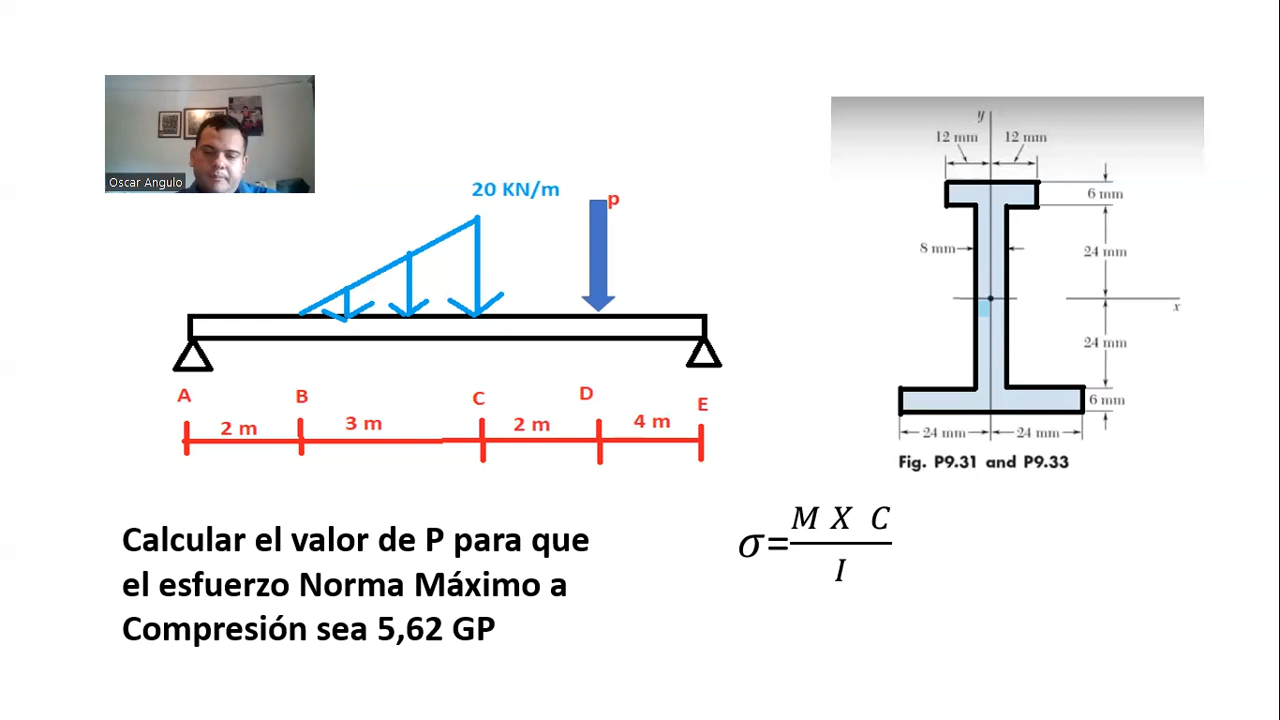 Oscar Angulo
20 KN/m
p
A
B
C
D
E
2 m
3 m
2 m
4 m
y
12 mm
12 mm
6 mm
8 mm
24 mm
x
24 mm
6 mm
24 mm
24 mm
Fig. P9.31 and P9.33
Calcular el valor de P para que
el esfuerzo Norma Máximo a
Compresión sea 5,62 GP
σ=
M X C
I